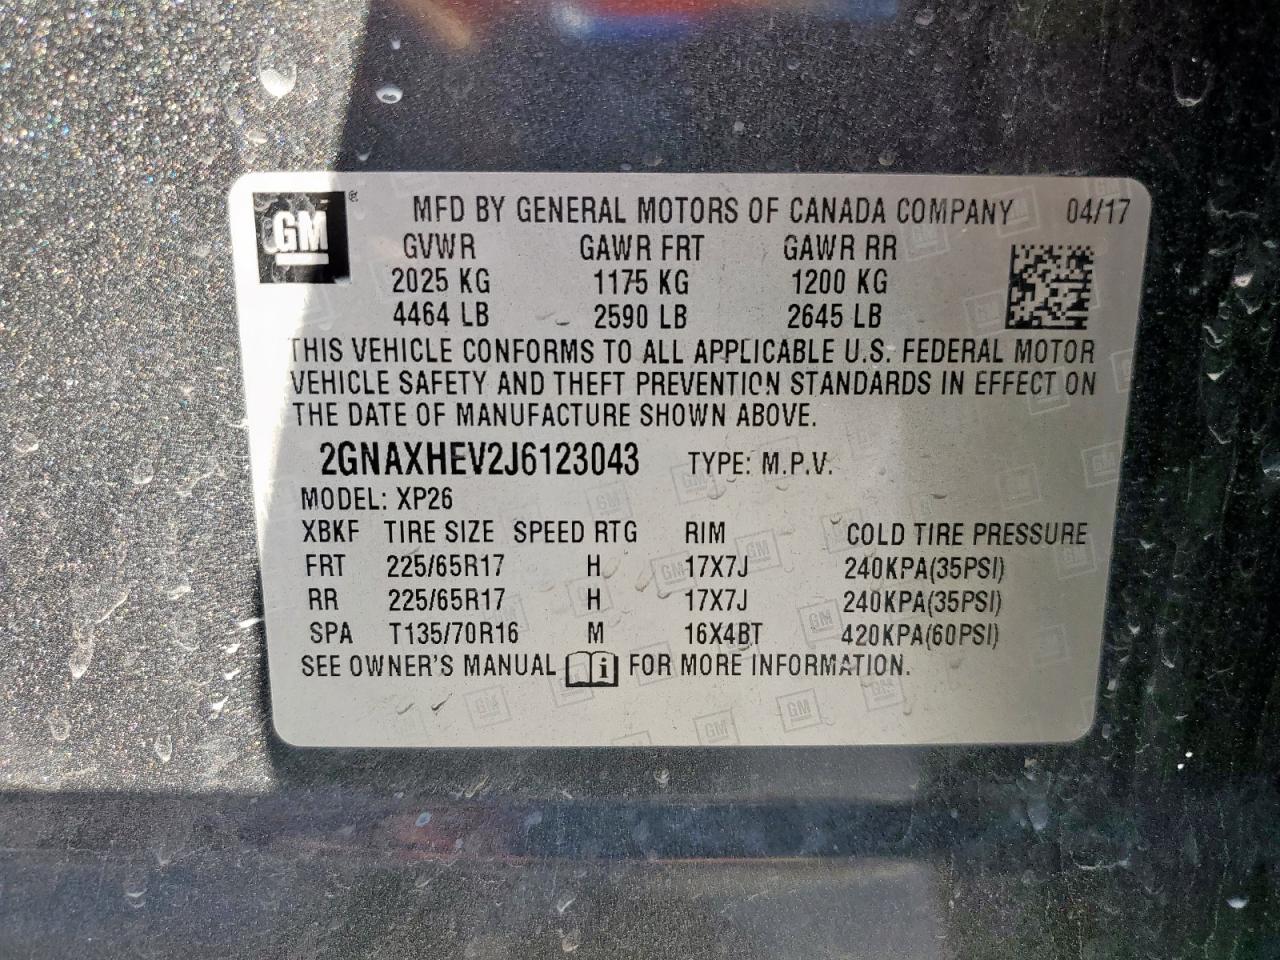 GM ® MFD BY GENERAL MOTORS OF CANADA COMPANY 04/17
GVWR GAWR FRT GAWR RR
2025 KG 1175 KG 1200 KG
4464 LB 2590 LB 2645 LB
THIS VEHICLE CONFORMS TO ALL APPLICABLE U.S. FEDERAL MOTOR
VEHICLE SAFETY AND THEFT PREVENTION STANDARDS IN EFFECT ON
THE DATE OF MANUFACTURE SHOWN ABOVE.
2GNAXHEV2J6123043 TYPE: M.P.V.
MODEL: XP26
XBKF TIRE SIZE SPEED RTG RIM COLD TIRE PRESSURE
FRT 225/65R17 H 17X7J 240KPA(35PSI)
RR 225/65R17 H 17X7J 240KPA(35PSI)
SPA T135/70R16 M 16X4BT 420KPA(60PSI)
SEE OWNER'S MANUAL i FOR MORE INFORMATION.